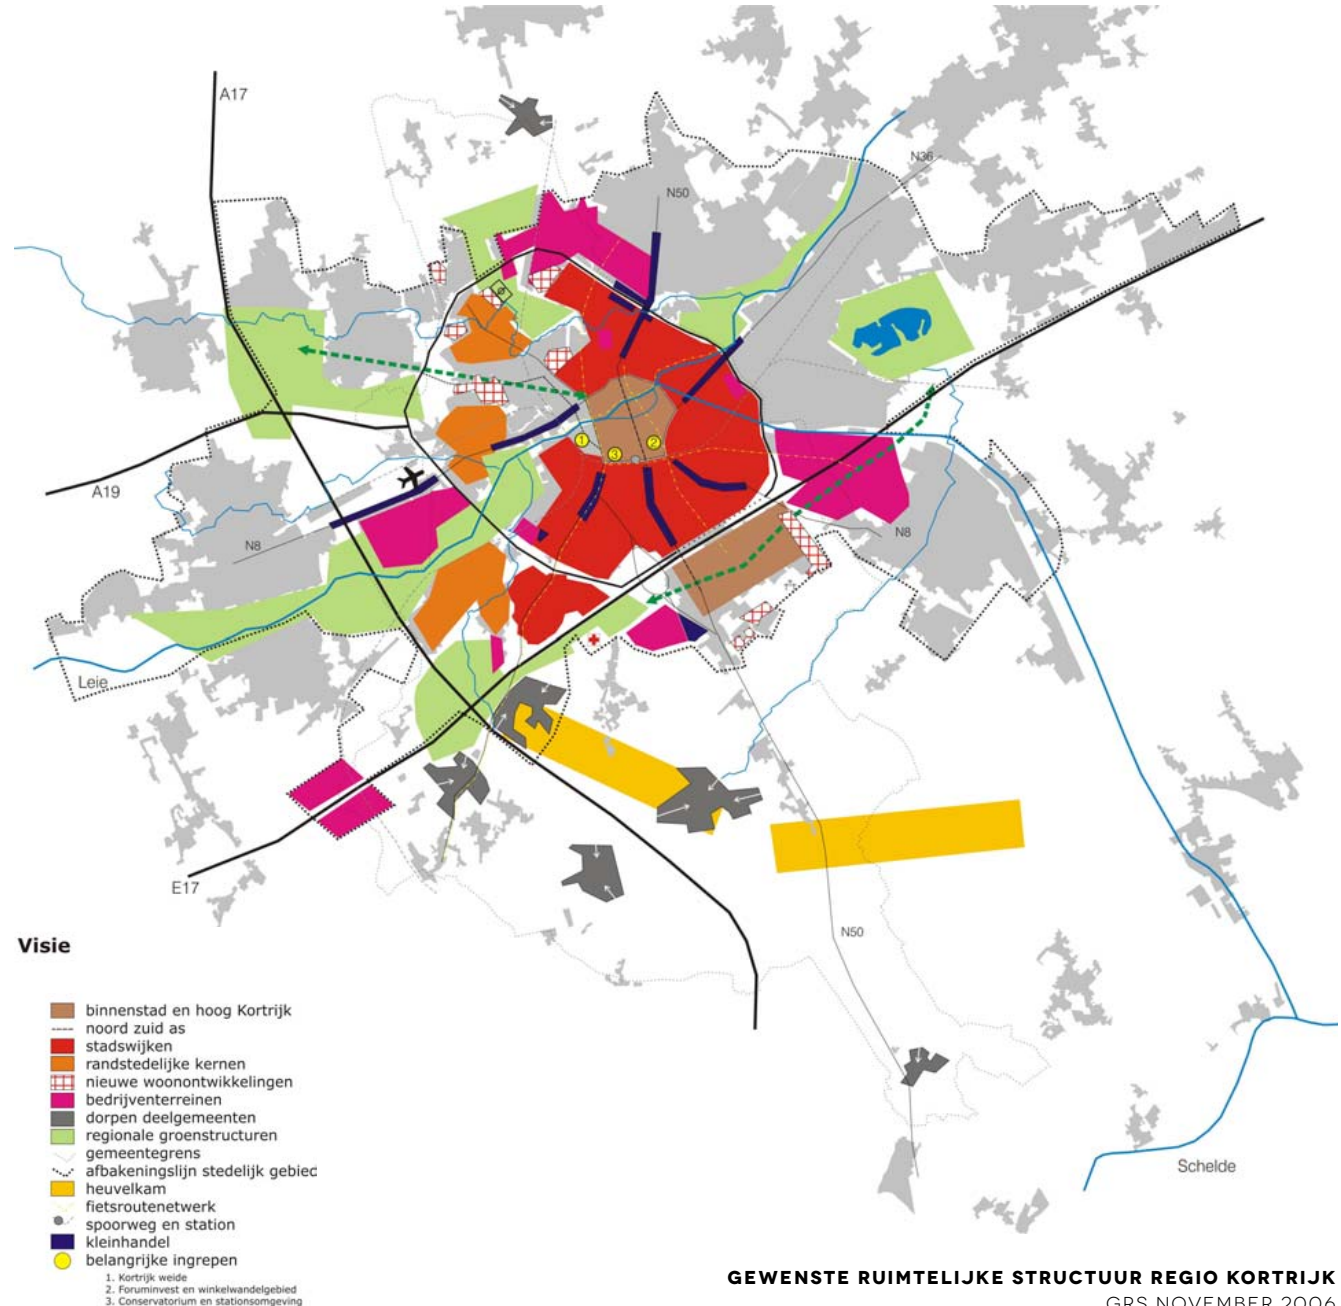 A17
N36
N50
A19
N8
N8
Leie
E17
N50
Schelde
1
2
3
Visie
binnenstad en hoog Kortrijk
noord zuid as
stadswijken
randstedelijke kernen
nieuwe woonontwikkelingen
bedrijventerreinen
dorpen deelgemeenten
regionale groenstructuren
gemeentegrens
afbakeningslijn stedelijk gebied
heuvelkam
fietsroutenetwerk
spoorweg en station
kleinhandel
belangrijke ingrepen
1. Kortrijk weide
2. Foruminvest en winkelwandelgebied
3. Conservatorium en stationsomgeving
GEWENSTE RUIMTELIJKE STRUCTUUR REGIO KORTRIJK
GRS NOVEMBER 2006